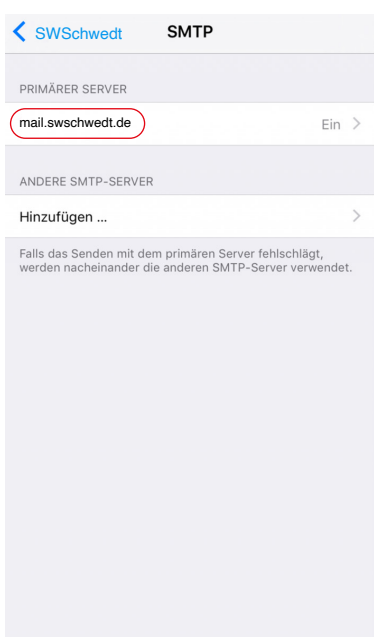 SWSchwedt SMTP
PRIMÄRER SERVER
mail.swschwedt.de Ein
ANDERE SMTP-SERVER
Hinzufügen ...
Falls das Senden mit dem primären Server fehlschlägt,
werden nacheinander die anderen SMTP-Server verwendet.